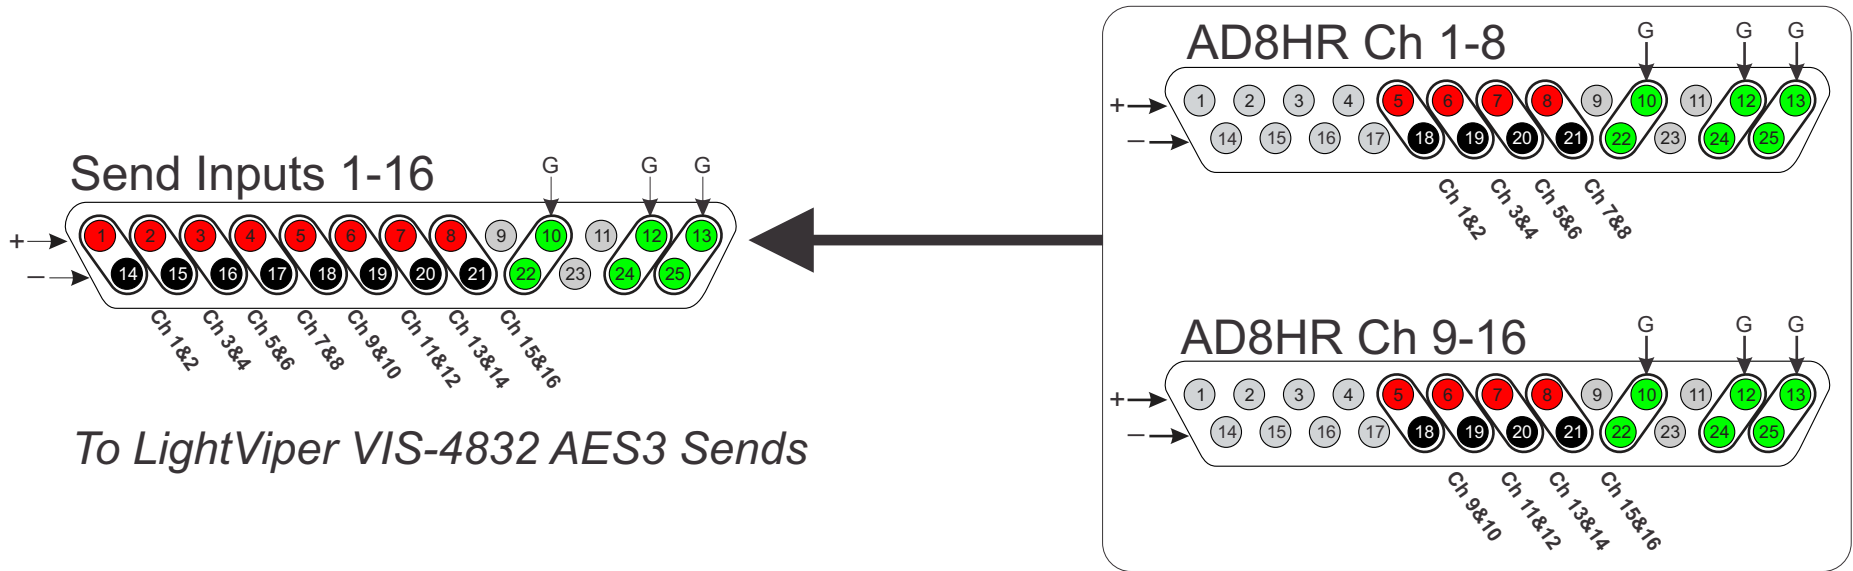 AD8HR Ch 1-8
G G G
+ 1 2 3 4 5 6 7 8 9 10 11 12 13
– 14 15 16 17 18 19 20 21 22 23 24 25
Ch 1&2 Ch 3&4 Ch 5&6 Ch 7&8
Send Inputs 1-16
G G G
+ 1 2 3 4 5 6 7 8 9 10 11 12 13
– 14 15 16 17 18 19 20 21 22 23 24 25
Ch 1&2 Ch 3&4 Ch 5&6 Ch 7&8 Ch 9&10 Ch 11&12 Ch 13&14 Ch 15&16
To LightViper VIS-4832 AES3 Sends
AD8HR Ch 9-16
G G G
+ 1 2 3 4 5 6 7 8 9 10 11 12 13
– 14 15 16 17 18 19 20 21 22 23 24 25
Ch 9&10 Ch 11&12 Ch 13&14 Ch 15&16